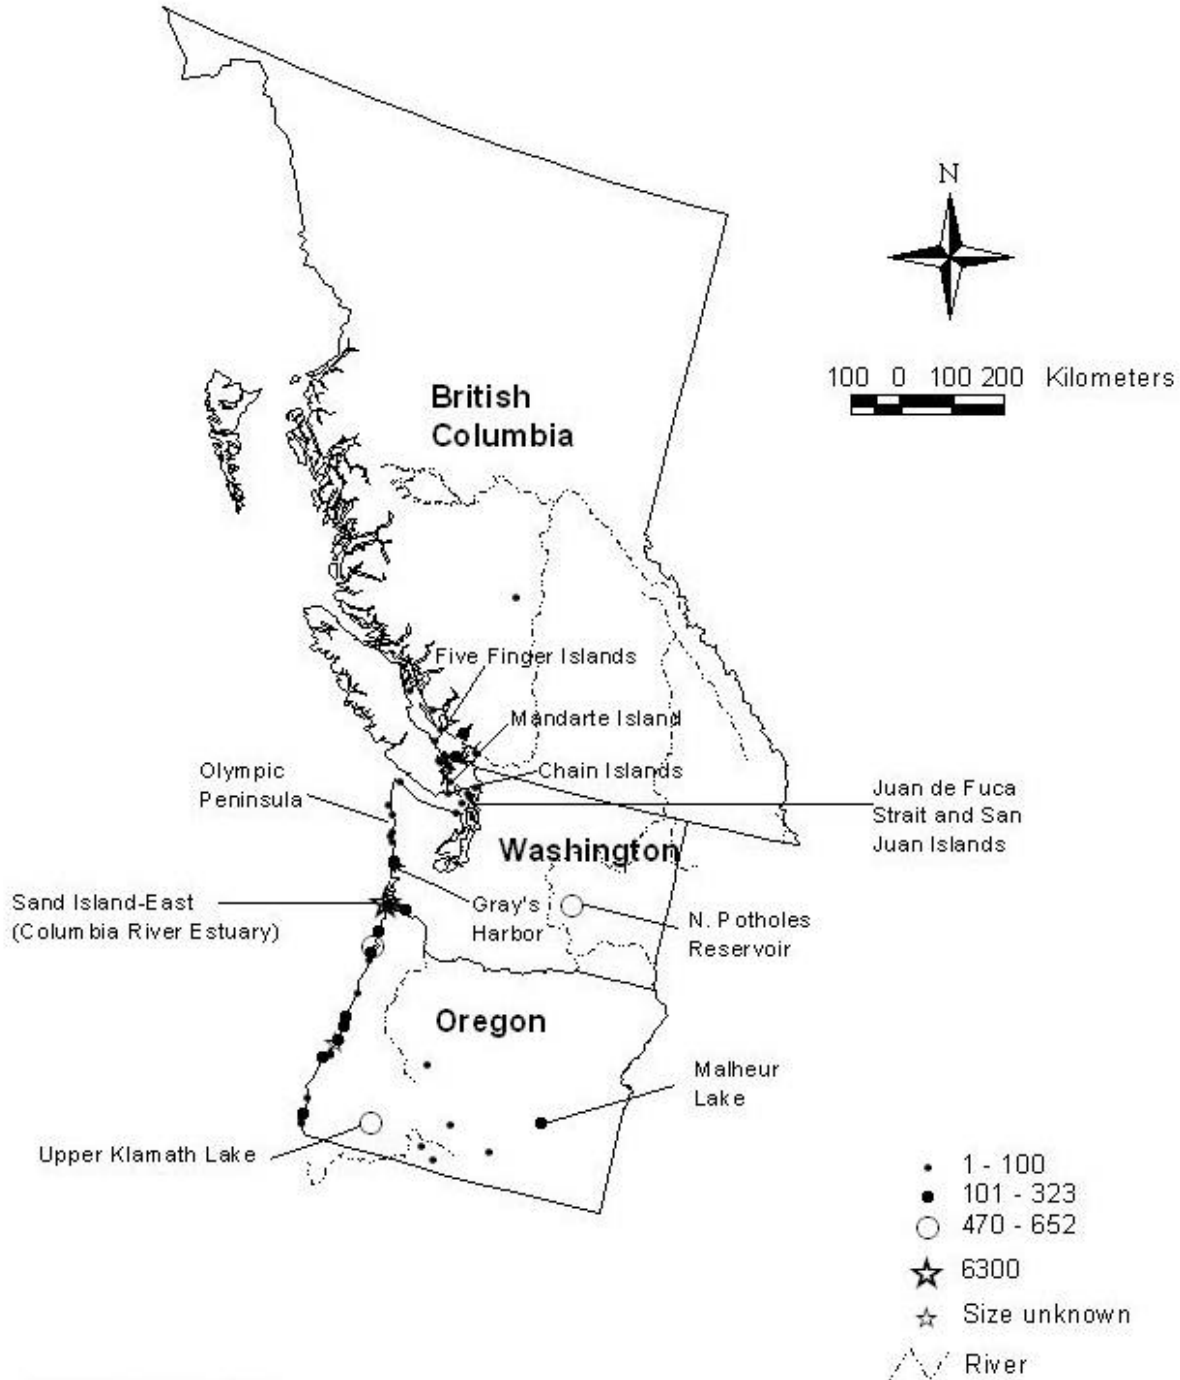 N
100 0 100 200 Kilometers
British
Columbia
Five Finger Islands
Mandarte Island
Chain Islands
Olympic
Peninsula
Juan de Fuca
Strait and San
Juan Islands
Washington
Sand Island-East
(Columbia River Estuary)
Gray's
Harbor
N. Potholes
Reservoir
Oregon
Malheur
Lake
Upper Klamath Lake
1 - 100
101 - 323
470 - 652
6300
Size unknown
River